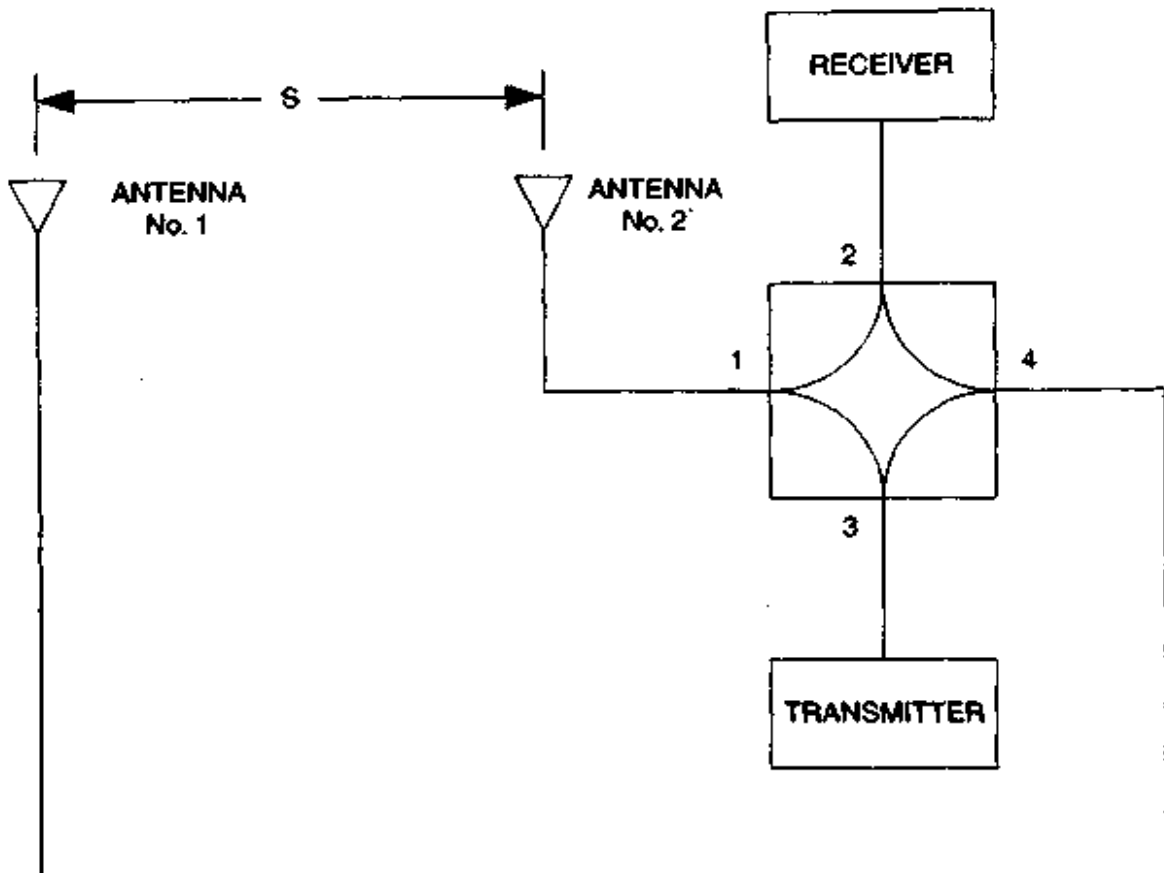 RECEIVER
S
ANTENNA
No. 1
ANTENNA
No. 2
2
1
4
3
TRANSMITTER